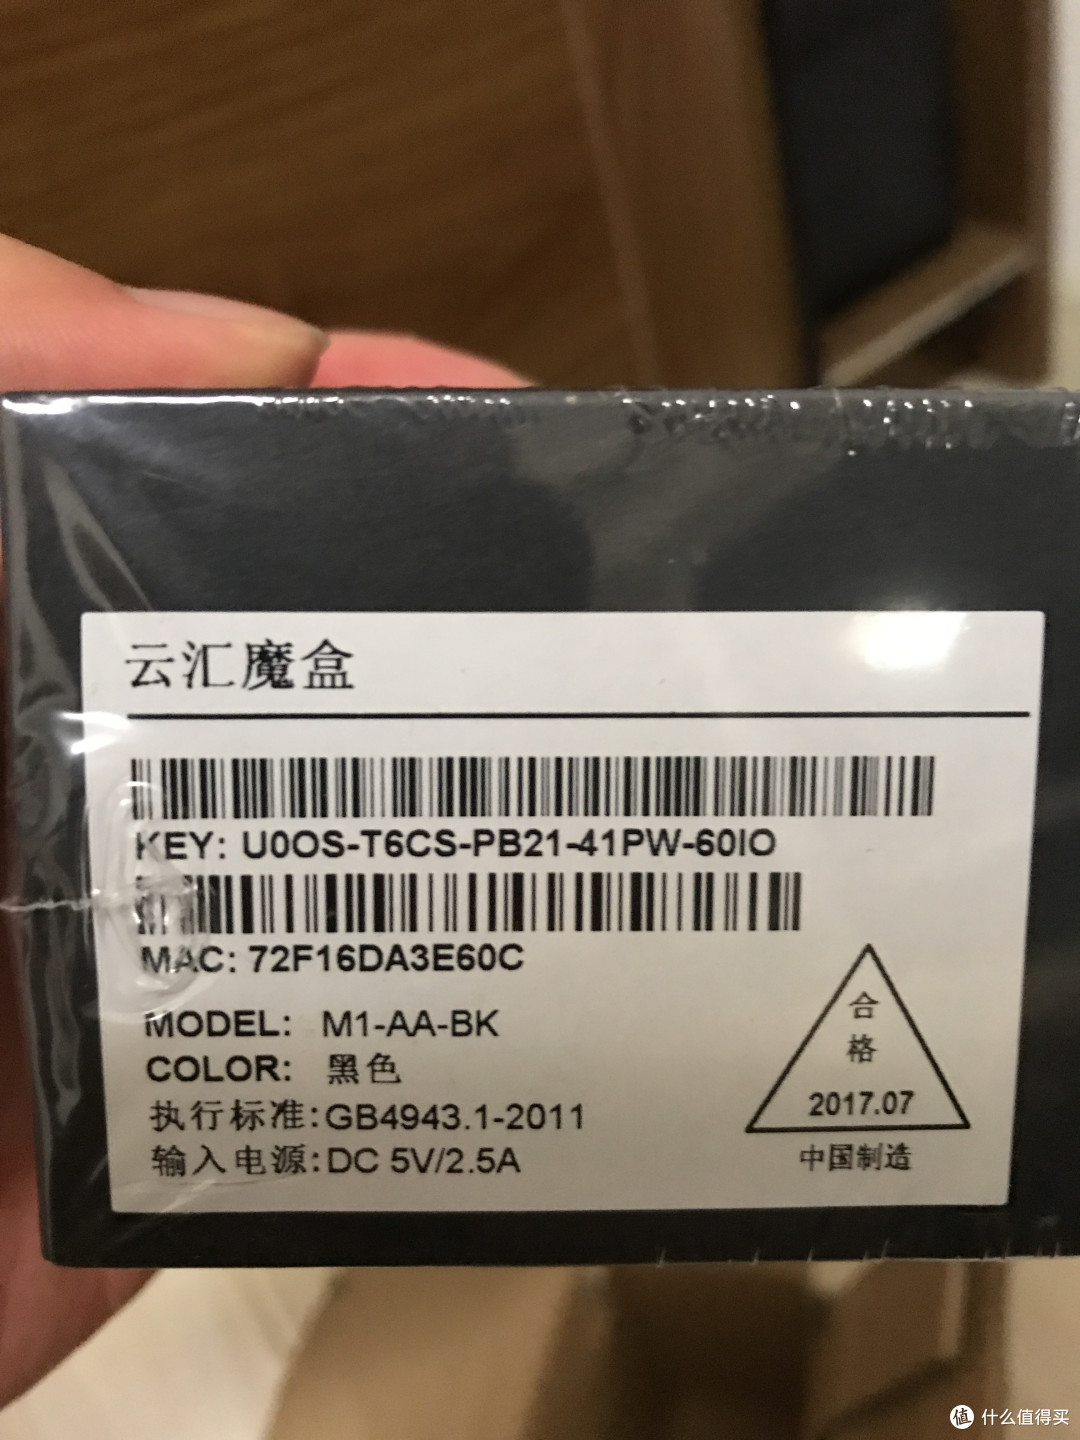 云汇魔盒
KEY: U0OS-T6CS-PB21-41PW-60IO
MAC: 72F16DA3E60C
MODEL: M1-AA-BK
COLOR: 黑色
执行标准:GB4943.1-2011
输入电源:DC 5V/2.5A
合
格
2017.07
中国制造
值 什么值得买